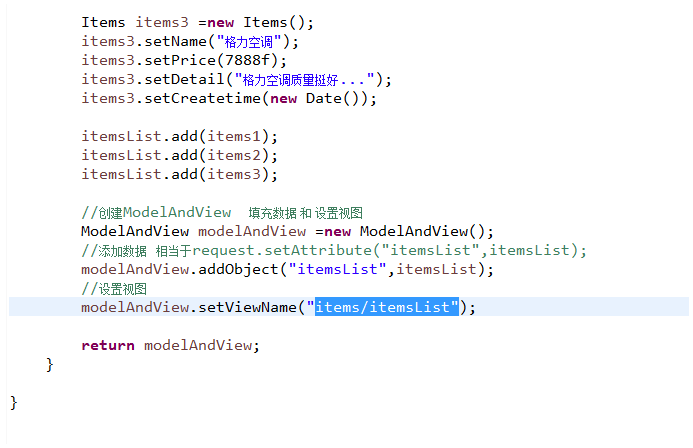 Items items3 =new Items();
items3.setName("格力空调");
items3.setPrice(7888f);
items3.setDetail("格力空调质量挺好...");
items3.setCreatetime(new Date());
itemsList.add(items1);
itemsList.add(items2);
itemsList.add(items3);
//创建ModelAndView  填充数据 和 设置视图
ModelAndView modelAndView =new ModelAndView();
//添加数据 相当于request.setAttribute("itemsList",itemsList);
modelAndView.addObject("itemsList",itemsList);
//设置视图
modelAndView.setViewName("items/itemsList");
return modelAndView;
}
}